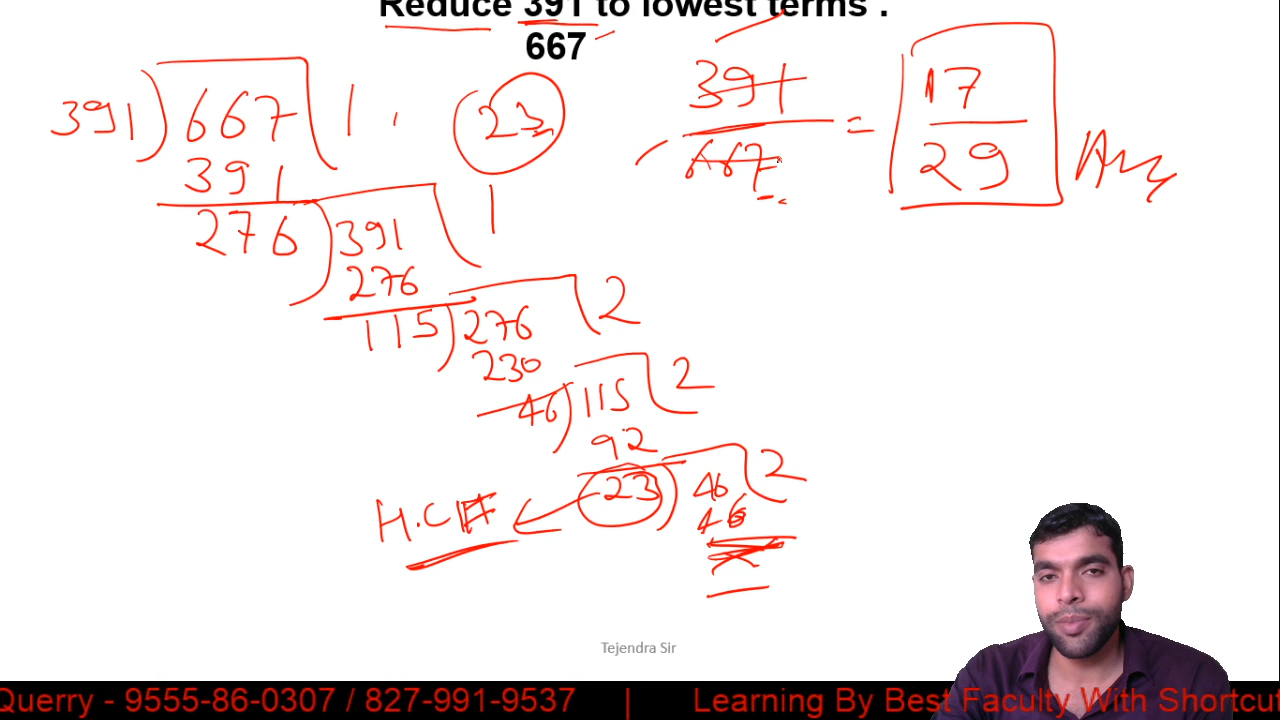 Reduce 391 to lowest terms .
667
391 ) 667 ( 1
391
276 ) 391 ( 1
276
115 ) 276 ( 2
230
46 ) 115 ( 2
92
23 ) 46 ( 2
46
×
H.C.F
23
391
667
=
17
29
Ans
Tejendra Sir
Querry - 9555-86-0307 / 827-991-9537 | Learning By Best Faculty With Shortcut